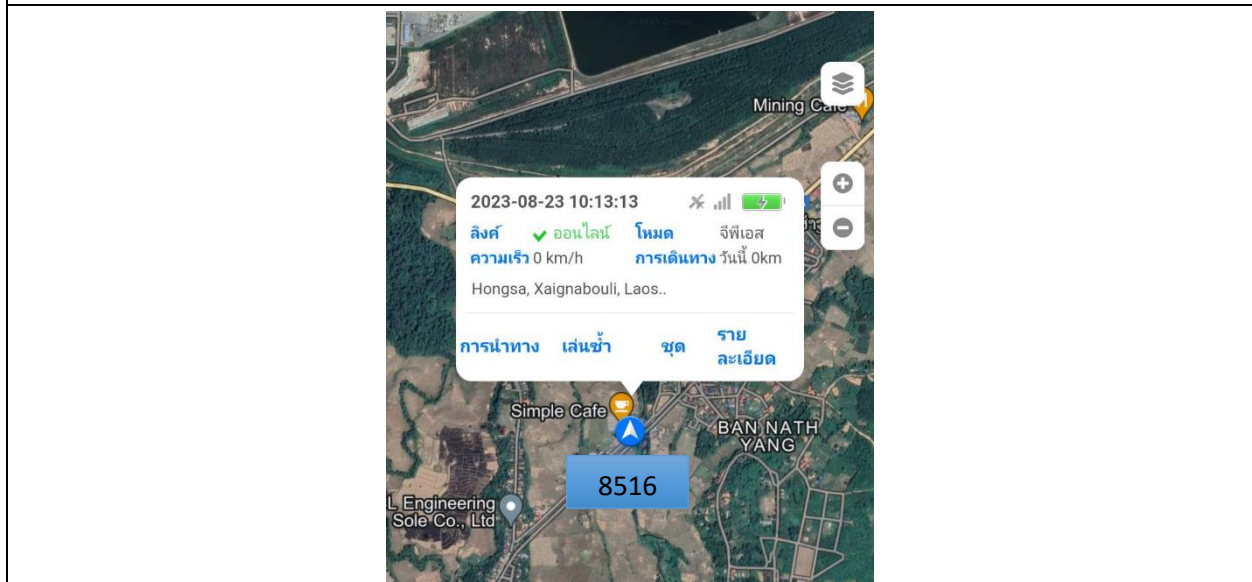 Mining Cafe
2023-08-23 10:13:13
ลิงค์ ออนไลน์ โหมด จีพีเอส
ความเร็ว 0 km/h การเดินทาง วันนี้ 0km
Hongsa, Xaignabouli, Laos..
การนำทาง เล่นซ้ำ ชุด ราย
ละเอียด
Simple Cafe
BAN NATH
YANG
8516
L Engineering
Sole Co., Ltd